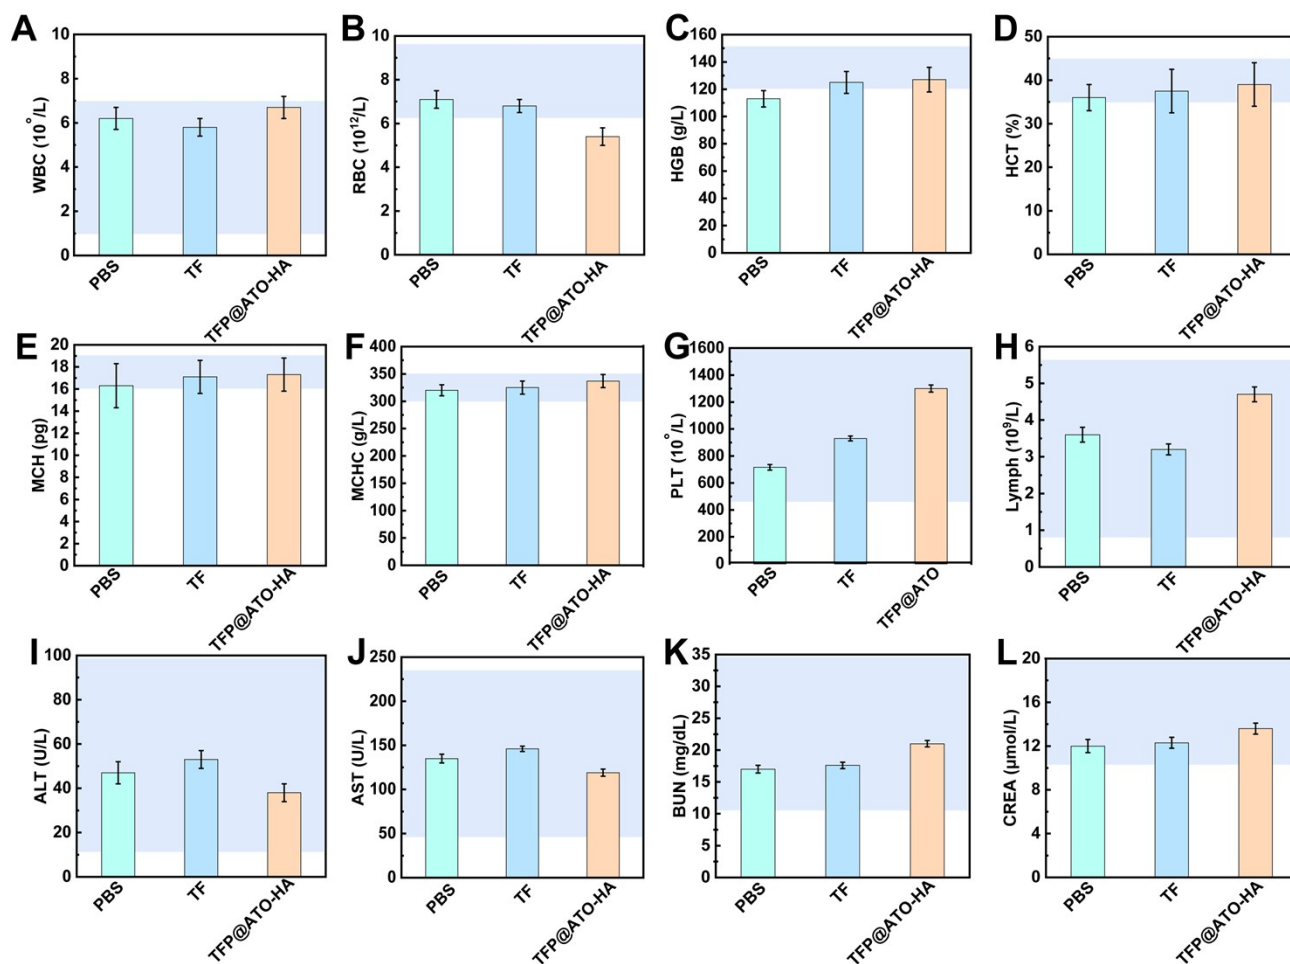 A
WBC (10°/L)
10
8
6
4
2
0
PBS
TF
TFP@ATO-HA
B
RBC (10¹²/L)
10
8
6
4
2
0
PBS
TF
TFP@ATO-HA
C
HGB (g/L)
160
140
120
100
80
60
40
20
0
PBS
TF
TFP@ATO-HA
D
HCT (%)
50
40
30
20
10
0
PBS
TF
TFP@ATO-HA
E
MCH (pg)
20
18
16
14
12
10
8
6
4
2
0
PBS
TF
TFP@ATO-HA
F
MCHC (g/L)
400
350
300
250
200
150
100
50
0
PBS
TF
TFP@ATO-HA
G
PLT (10°/L)
1600
1400
1200
1000
800
600
400
200
0
PBS
TF
TFP@ATO
H
Lymph (10⁹/L)
6
5
4
3
2
1
0
PBS
TF
TFP@ATO-HA
I
ALT (U/L)
100
80
60
40
20
0
PBS
TF
TFP@ATO-HA
J
AST (U/L)
250
200
150
100
50
0
PBS
TF
TFP@ATO-HA
K
BUN (mg/dL)
35
30
25
20
15
10
5
0
PBS
TF
TFP@ATO-HA
L
CREA (μmol/L)
20
16
12
8
4
0
PBS
TF
TFP@ATO-HA